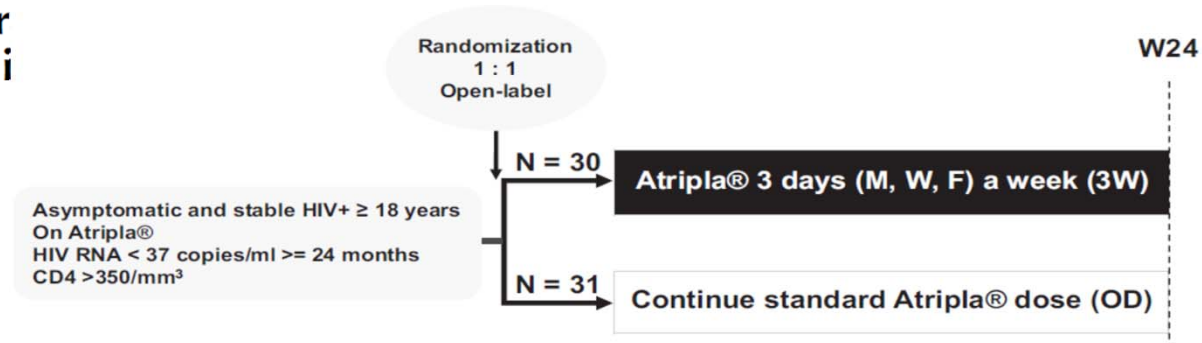 r
i
Randomization
1 : 1
Open-label
W24
N = 30
Atripla® 3 days (M, W, F) a week (3W)
Asymptomatic and stable HIV+ ≥ 18 years
On Atripla®
HIV RNA < 37 copies/ml >= 24 months
CD4 >350/mm³
N = 31
Continue standard Atripla® dose (OD)